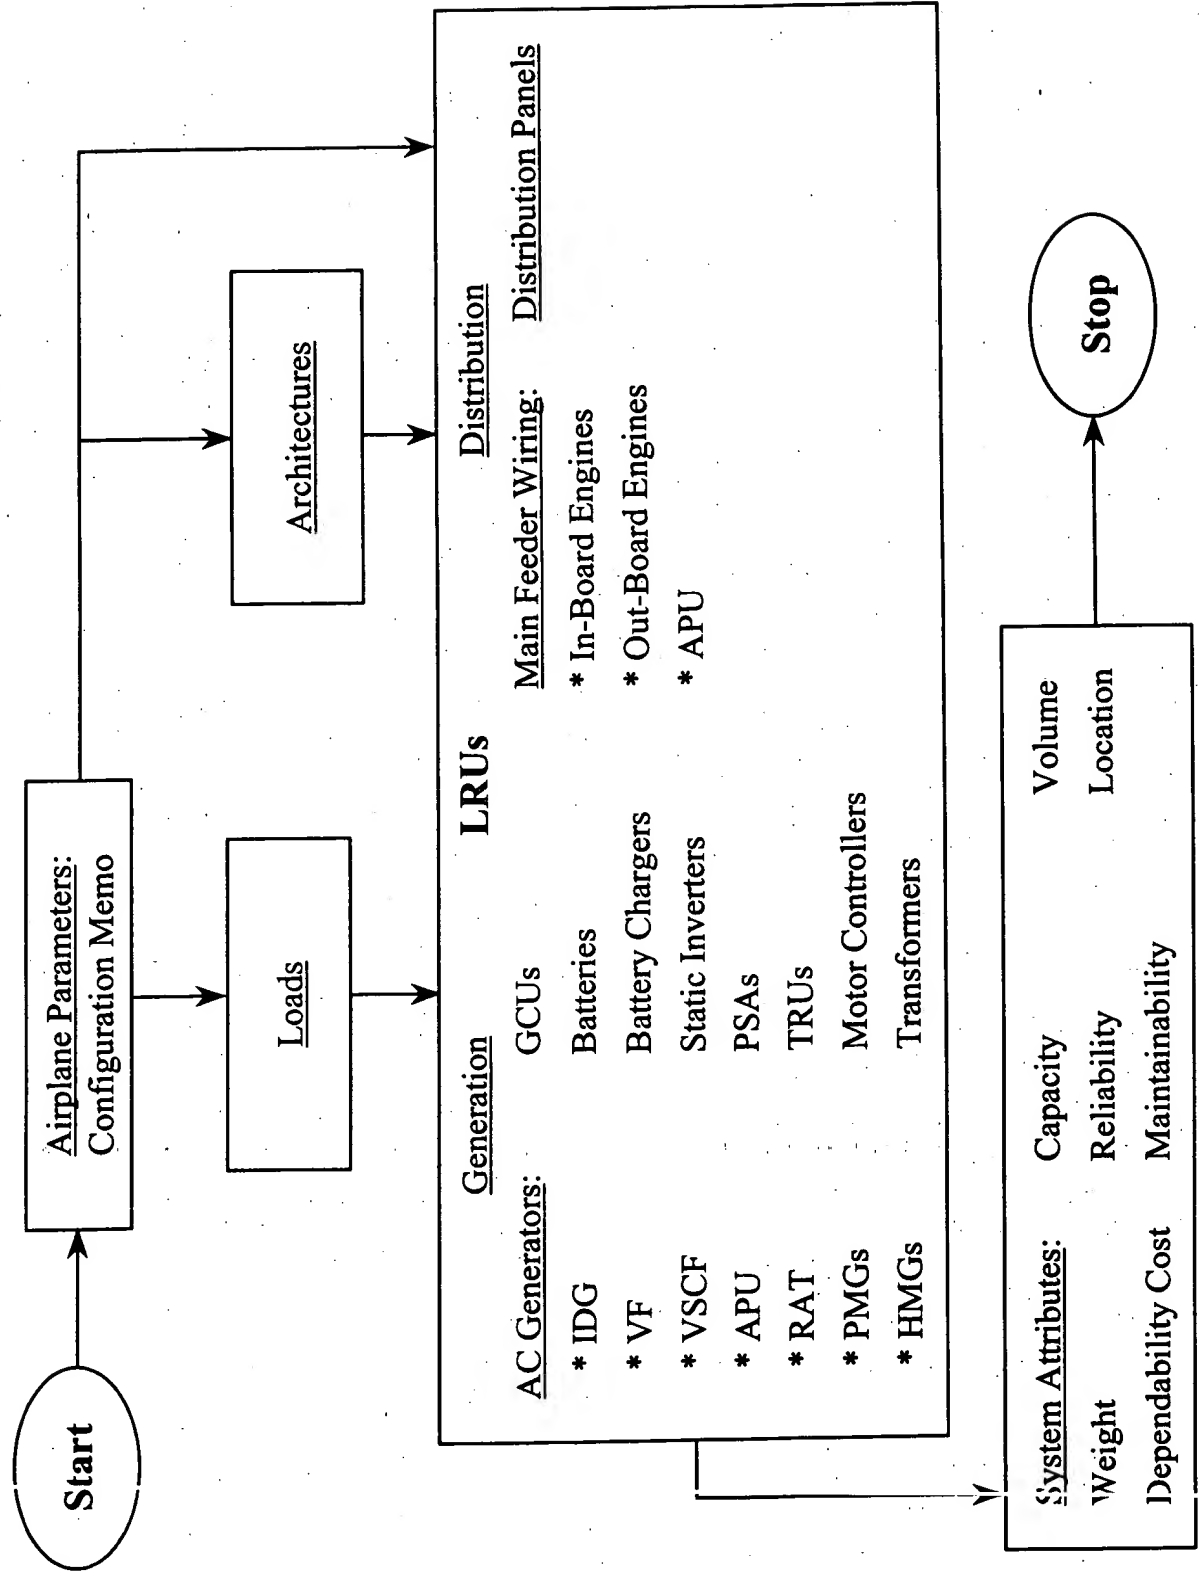 Start
Airplane Parameters:
Configuration Memo
Loads
Architectures
LRUs
Generation
AC Generators:
* IDG
* VF
* VSCF
* APU
* RAT
* PMGs
* HMGs
GCUs
Batteries
Battery Chargers
Static Inverters
PSAs
TRUs
Motor Controllers
Transformers
Distribution
Main Feeder Wiring:
* In-Board Engines
* Out-Board Engines
* APU
Distribution Panels
System Attributes:
Weight
Dependability Cost
Capacity
Reliability
Maintainability
Volume
Location
Stop